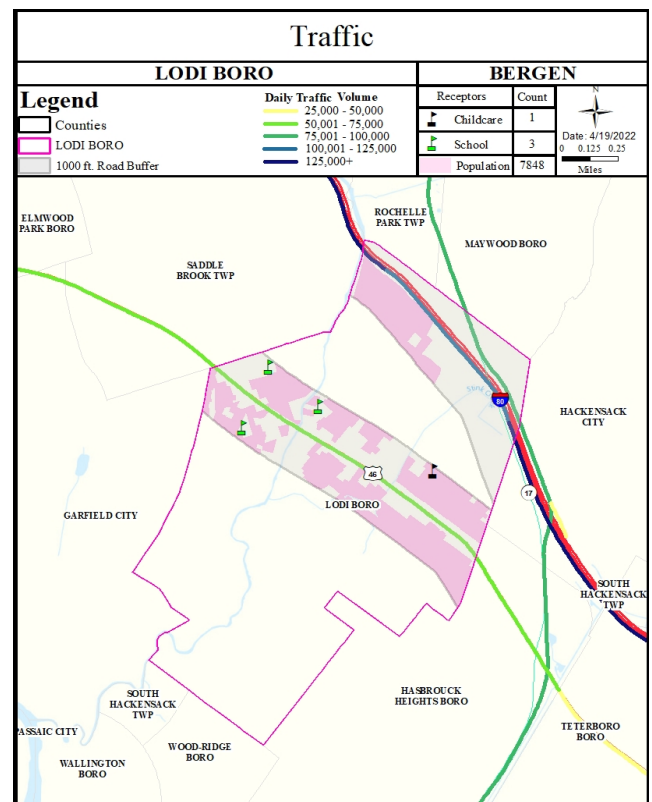 Traffic
LODI BORO
BERGEN
Legend
Counties
LODI BORO
1000 ft. Road Buffer
Daily Traffic Volume
25,000 - 50,000
50,001 - 75,000
75,001 - 100,000
100,001 - 125,000
125,000+
Receptors Count
Childcare 1
School 3
Population 7848
N
Date: 4/19/2022
0 0.125 0.25
Miles
ROCHELLE
PARK TWP
ELMWOOD
PARK BORO
MAYWOOD BORO
SADDLE
BROOK TWP
80
HACKENSACK
CITY
46
17
LODI BORO
GARFIELD CITY
SOUTH
HACKENSACK
TWP
SOUTH
HACKENSACK
TWP
HASBROUCK
HEIGHTS BORO
TETERBORO
BORO
PASSAIC CITY
WOOD-RIDGE
BORO
WALLINGTON
BORO